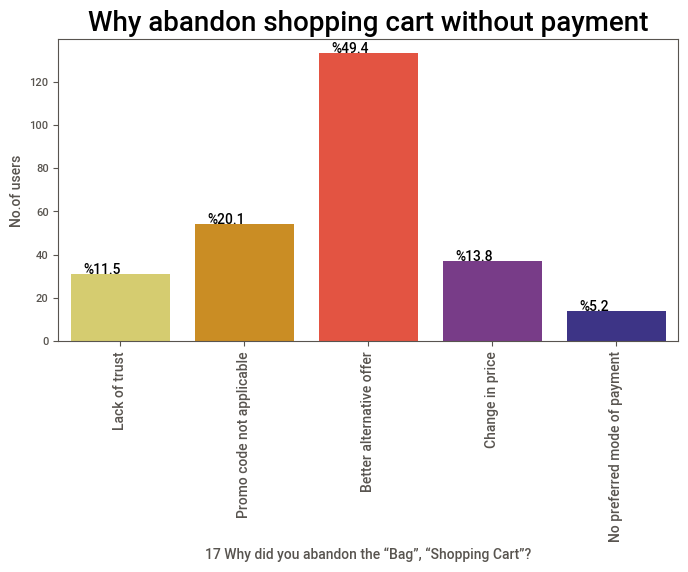 Why abandon shopping cart without payment
No.of users
120
100
80
60
40
20
0
%11.5
%20.1
%49.4
%13.8
%5.2
Lack of trust
Promo code not applicable
Better alternative offer
Change in price
No preferred mode of payment
17 Why did you abandon the “Bag”, “Shopping Cart”?